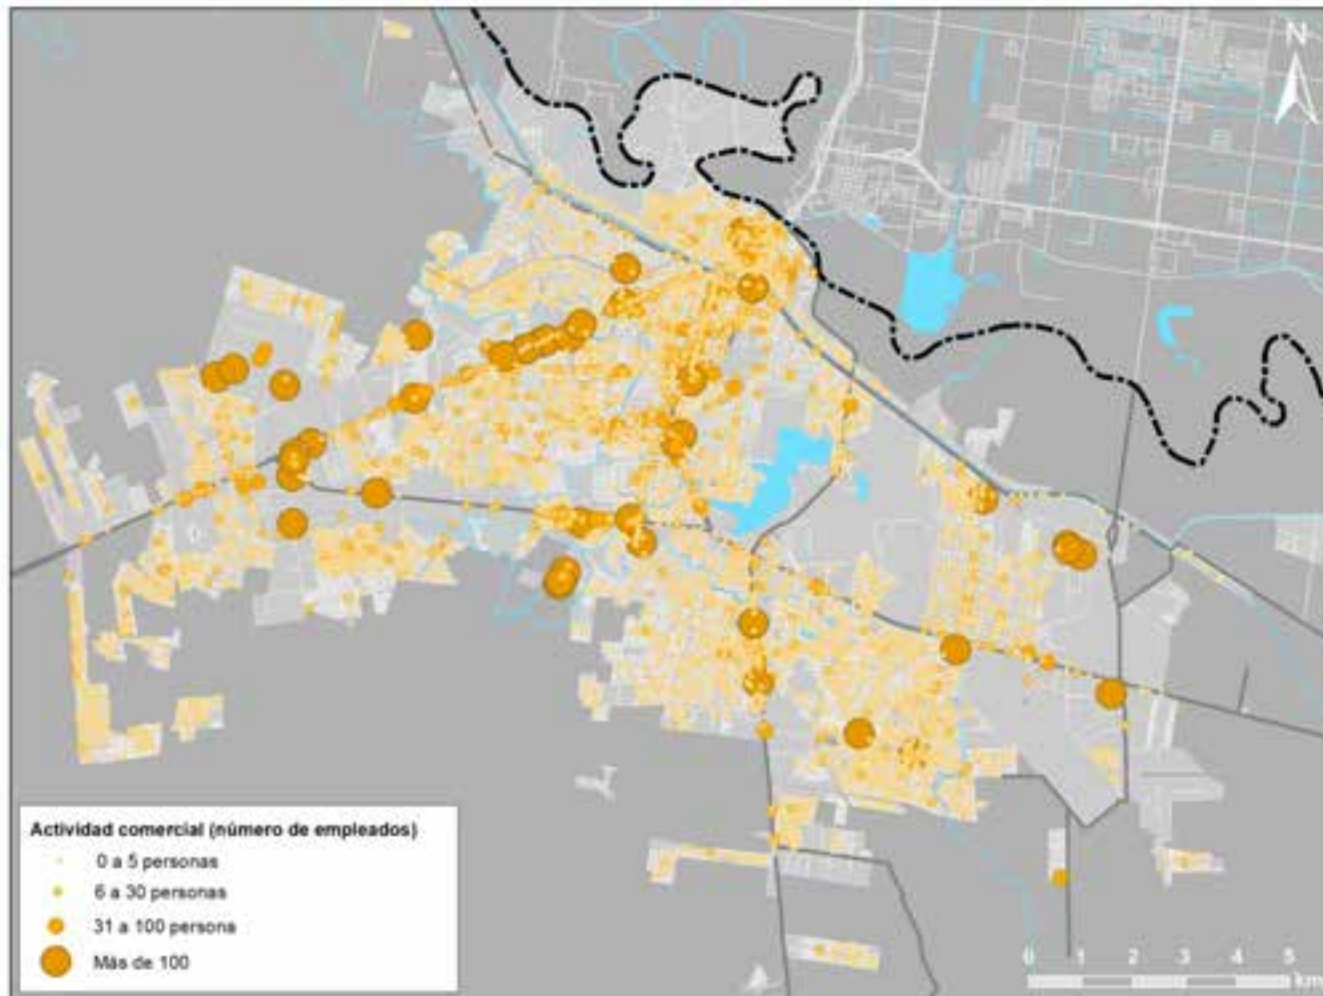 N
Actividad comercial (número de empleados)
0 a 5 personas
6 a 30 personas
31 a 100 persona
Más de 100
0 1 2 3 4 5
km